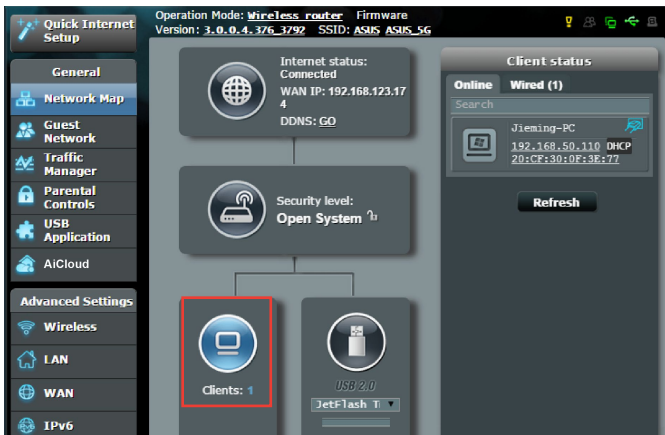 Quick Internet
Setup
General
Network Map
Guest
Network
Traffic
Manager
Parental
Controls
USB
Application
AiCloud
Advanced Settings
Wireless
LAN
WAN
IPv6
Operation Mode: Wireless router Firmware
Version: 3.0.0.4.376_3792 SSID: ASUS ASUS_5G
Internet status:
Connected
WAN IP: 192.168.123.17
4
DDNS: GO
Security level:
Open System
Clients: 1
USB 2.0
JetFlash T
Client status
Online Wired (1)
Search
Jieming-PC
192.168.50.110 DHCP
20:CF:30:0F:3E:77
Refresh